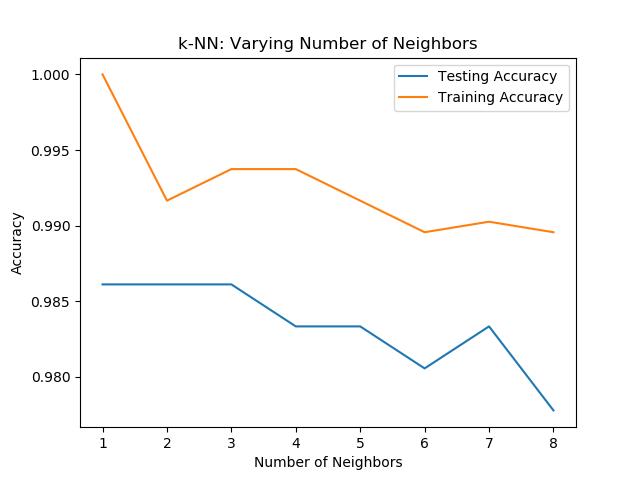 k-NN: Varying Number of Neighbors
Testing Accuracy
Training Accuracy
1.000
0.995
0.990
0.985
0.980
Accuracy
1 2 3 4 5 6 7 8
Number of Neighbors